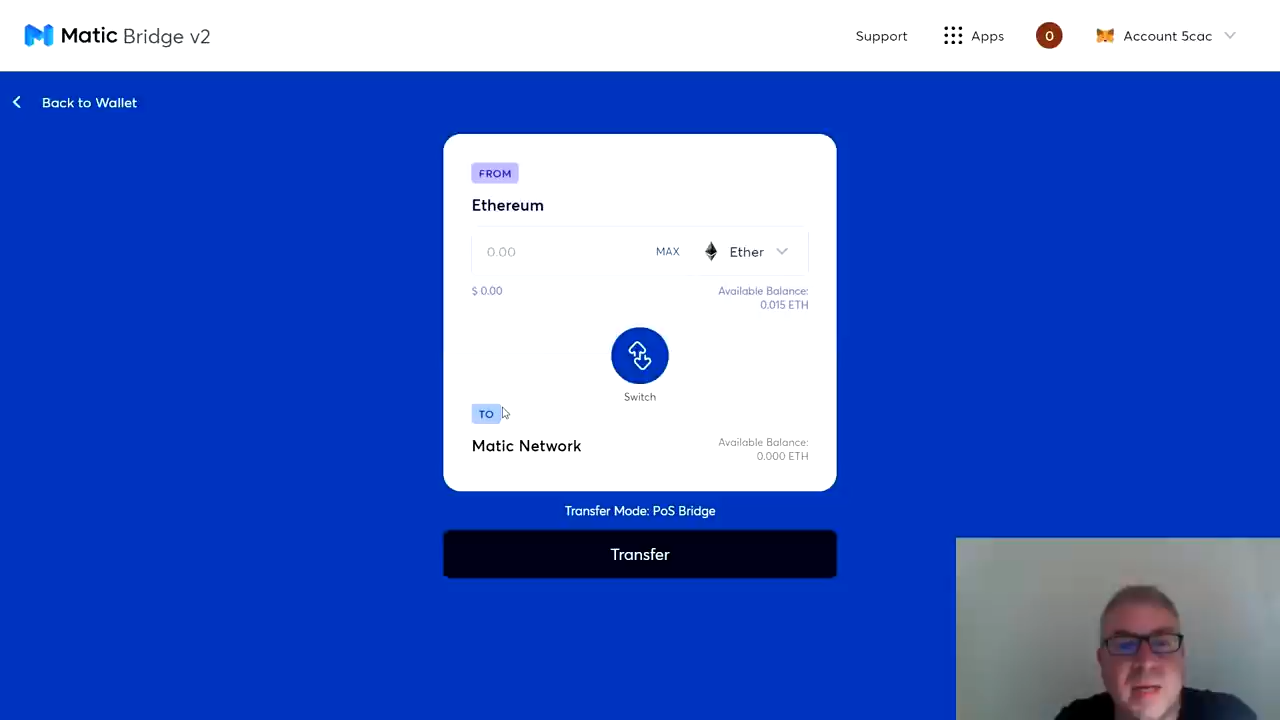 Matic Bridge v2
Support
Apps
0
Account 5cac
Back to Wallet
FROM
Ethereum
0.00
MAX
Ether
$ 0.00
Available Balance:
0.015 ETH
Switch
TO
Matic Network
Available Balance:
0.000 ETH
Transfer Mode: PoS Bridge
Transfer